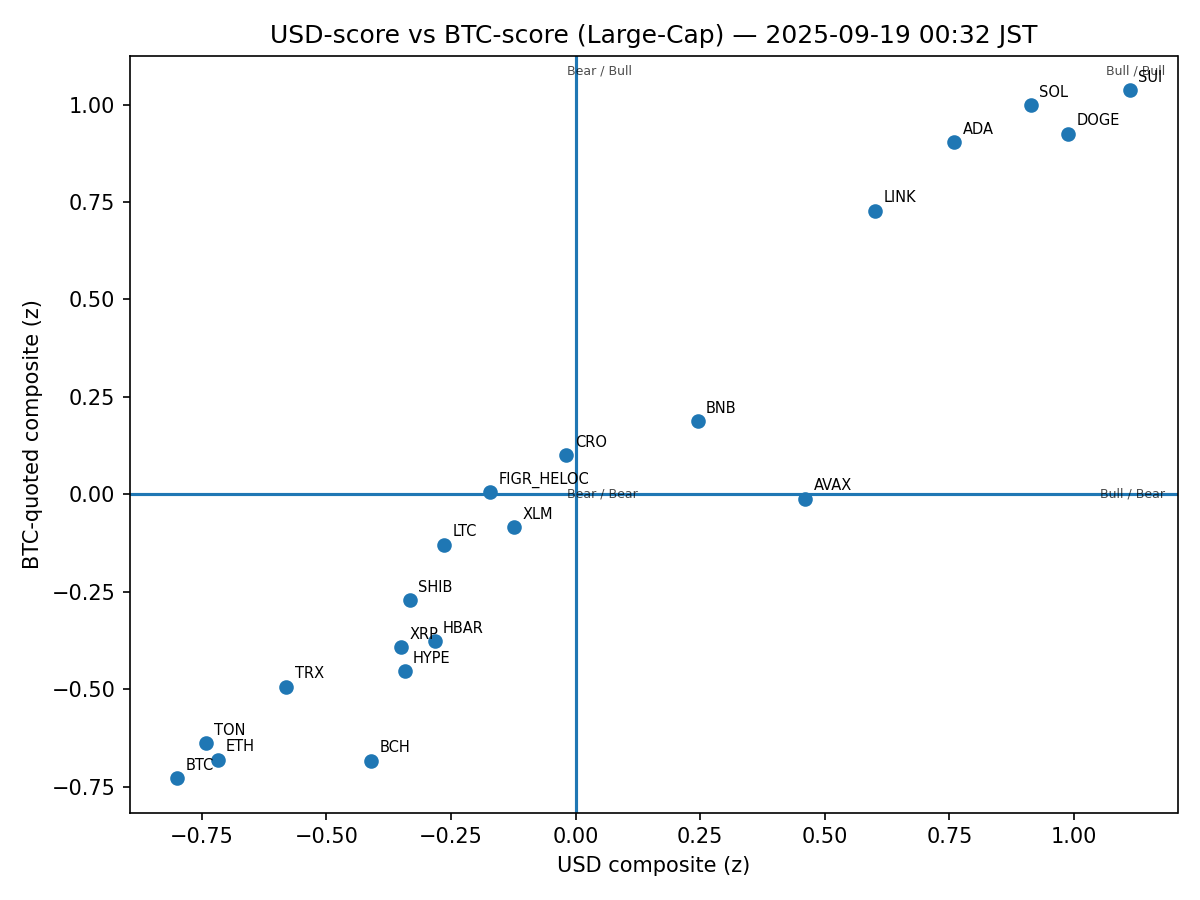 USD-score vs BTC-score (Large-Cap) — 2025-09-19 00:32 JST
Bear / Bull
Bull / Bull
SUI
SOL
DOGE
ADA
LINK
BNB
CRO
FIGR_HELOC
AVAX
Bear / Bear
Bull / Bear
XLM
LTC
SHIB
XRP
HBAR
HYPE
TRX
TON
ETH
BCH
BTC
1.00
0.75
0.50
0.25
0.00
−0.25
−0.50
−0.75
BTC-quoted composite (z)
−0.75
−0.50
−0.25
0.00
0.25
0.50
0.75
1.00
USD composite (z)